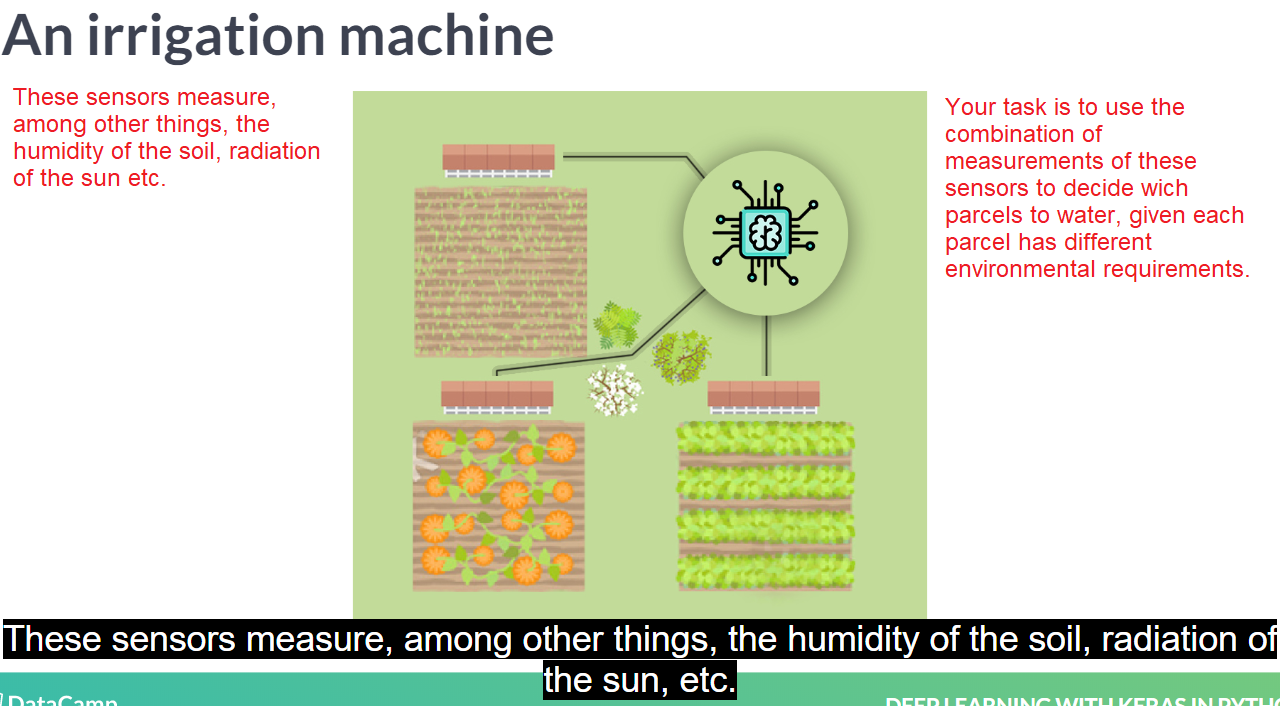 An irrigation machine
These sensors measure,
among other things, the
humidity of the soil, radiation
of the sun etc.
Your task is to use the
combination of
measurements of these
sensors to decide wich
parcels to water, given each
parcel has different
environmental requirements.
These sensors measure, among other things, the humidity of the soil, radiation of
the sun, etc.
DataCamp
DEEP LEARNING WITH KERAS IN PYTHO